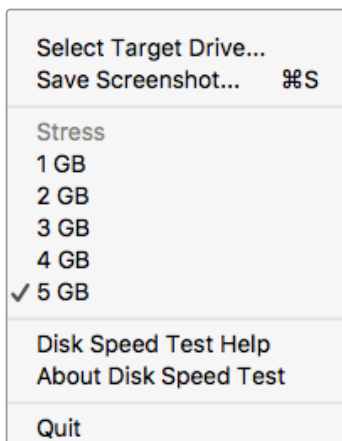 Select Target Drive...
Save Screenshot... ⌘S
Stress
1 GB
2 GB
3 GB
4 GB
✓ 5 GB
Disk Speed Test Help
About Disk Speed Test
Quit